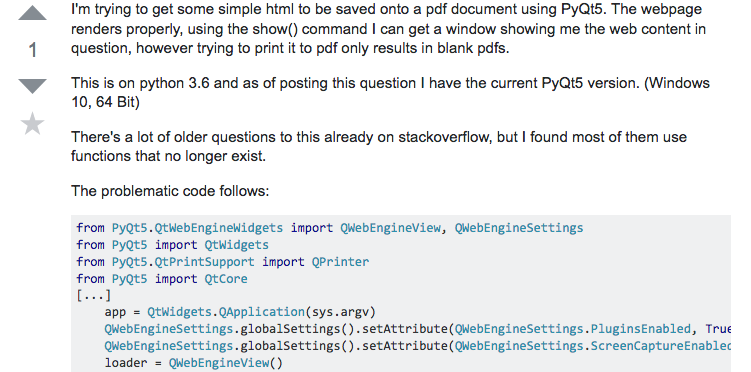 I'm trying to get some simple html to be saved onto a pdf document using PyQt5. The webpage
renders properly, using the show() command I can get a window showing me the web content in
question, however trying to print it to pdf only results in blank pdfs.
1
This is on python 3.6 and as of posting this question I have the current PyQt5 version. (Windows
10, 64 Bit)
There's a lot of older questions to this already on stackoverflow, but I found most of them use
functions that no longer exist.
The problematic code follows:
from PyQt5.QtWebEngineWidgets import QWebEngineView, QWebEngineSettings
from PyQt5 import QtWidgets
from PyQt5.QtPrintSupport import QPrinter
from PyQt5 import QtCore
[...]
    app = QtWidgets.QApplication(sys.argv)
    QWebEngineSettings.globalSettings().setAttribute(QWebEngineSettings.PluginsEnabled, True
    QWebEngineSettings.globalSettings().setAttribute(QWebEngineSettings.ScreenCaptureEnabled
    loader = QWebEngineView()